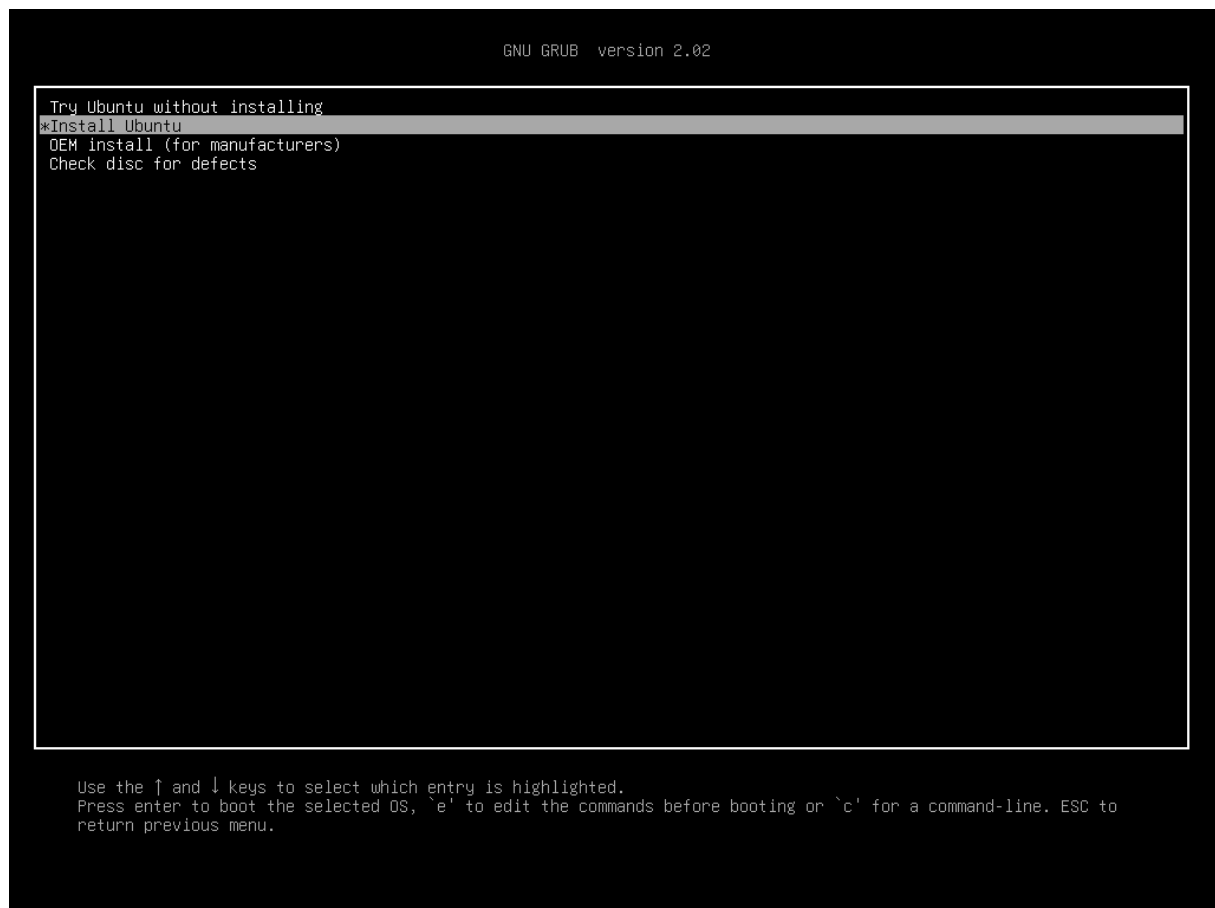 GNU GRUB version 2.02
Try Ubuntu without installing
*Install Ubuntu
OEM install (for manufacturers)
Check disc for defects
Use the ↑ and ↓ keys to select which entry is highlighted.
Press enter to boot the selected OS, `e' to edit the commands before booting or `c' for a command-line. ESC to
return previous menu.